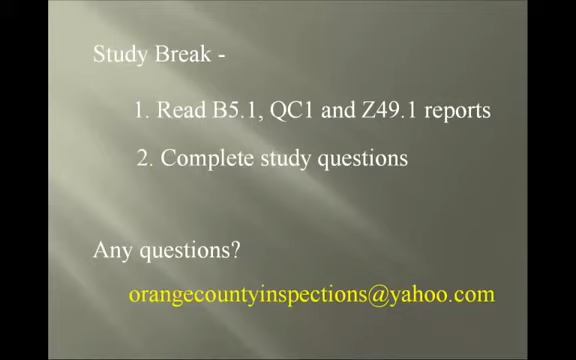 Study Break -
1. Read B5.1, QC1 and Z49.1 reports
2. Complete study questions
Any questions?
orangecountyinspections@yahoo.com